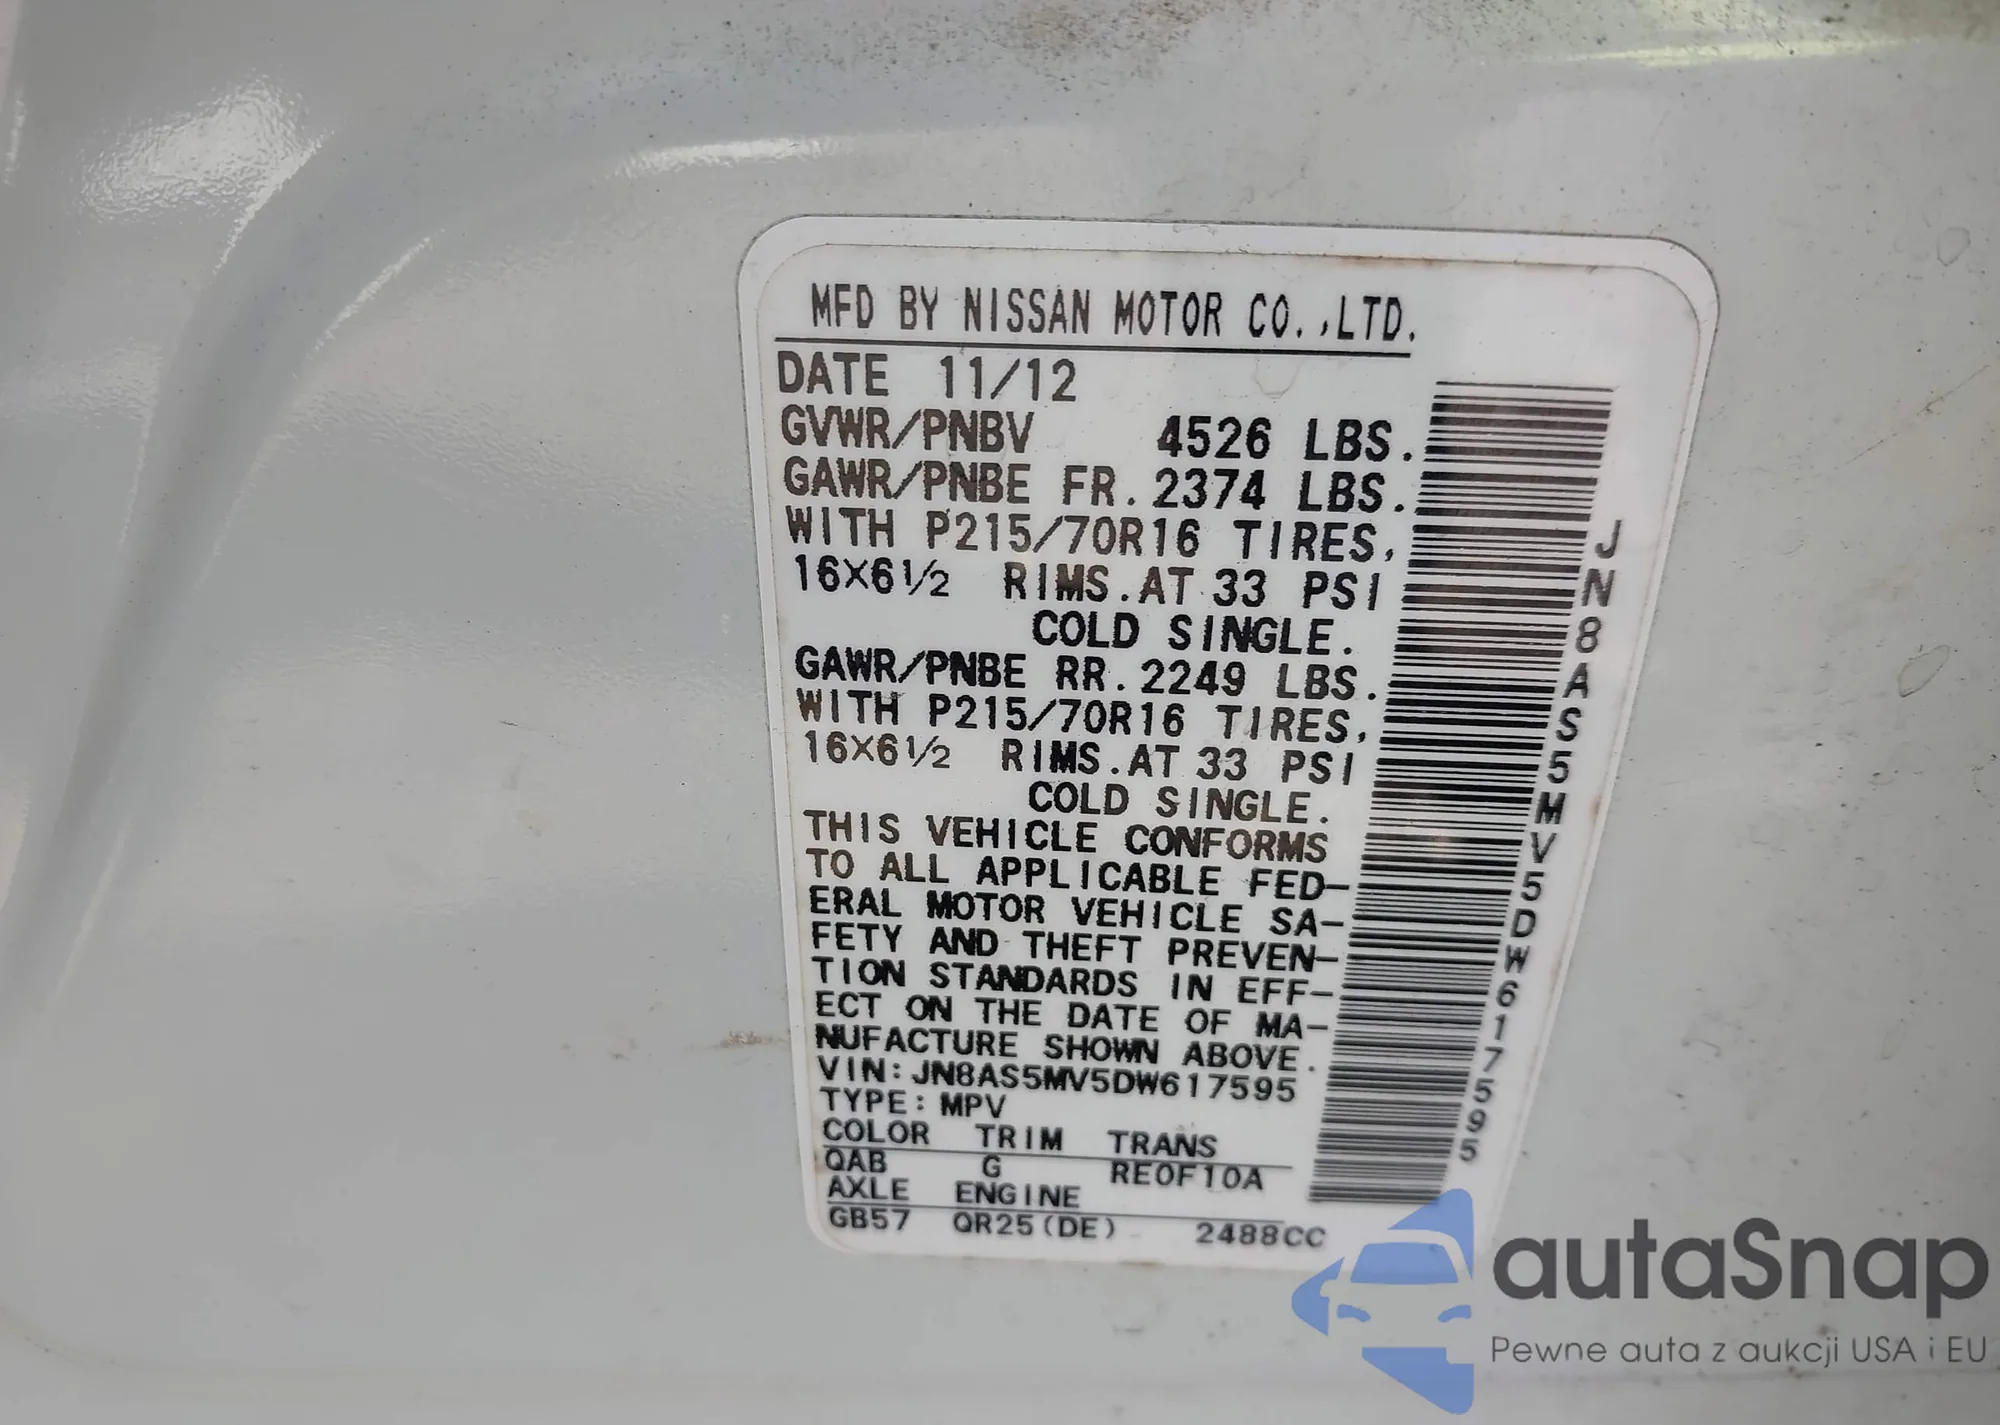 MFD BY NISSAN MOTOR CO.,LTD.
DATE 11/12
GVWR/PNBV 4526 LBS.
GAWR/PNBE FR. 2374 LBS.
WITH P215/70R16 TIRES,
16X6 1/2 RIMS. AT 33 PSI
COLD SINGLE.
GAWR/PNBE RR. 2249 LBS.
WITH P215/70R16 TIRES,
16X6 1/2 RIMS. AT 33 PSI
COLD SINGLE.
THIS VEHICLE CONFORMS
TO ALL APPLICABLE FED-
ERAL MOTOR VEHICLE SA-
FETY AND THEFT PREVEN-
TION STANDARDS IN EFF-
ECT ON THE DATE OF MA-
NUFACTURE SHOWN ABOVE.
VIN: JN8AS5MV5DW617595
TYPE: MPV
COLOR TRIM TRANS
QAB G RE0F10A
AXLE ENGINE
GB57 QR25(DE) 2488CC
JN8AS5MV5DW617595
autaSnap
Pewne auta z aukcji USA i EU